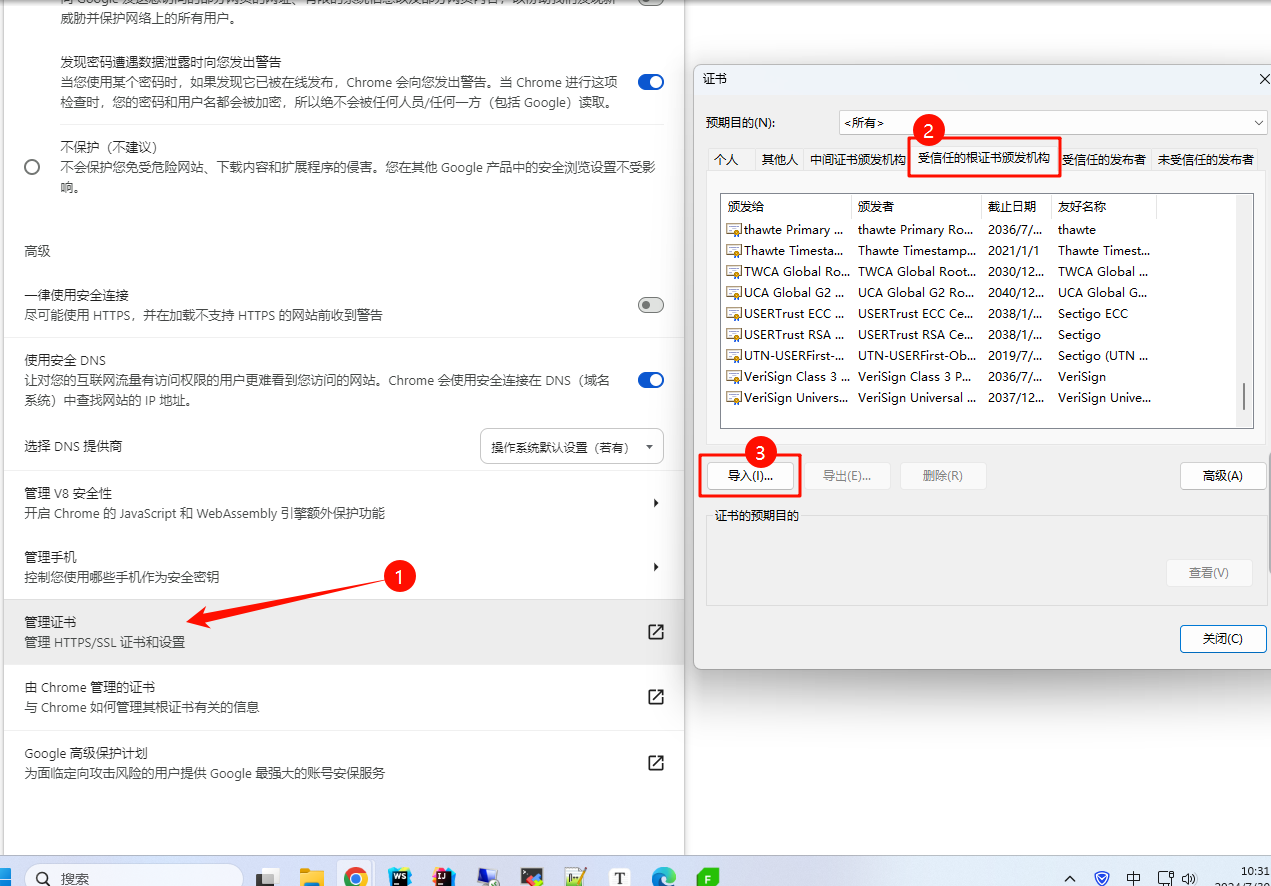 威胁并保护网络上的所有用户。
发现密码遭遇数据泄露时向您发出警告
当您使用某个密码时，如果发现它已被在线发布，Chrome 会向您发出警告。当 Chrome 进行这项
检查时，您的密码和用户名都会被加密，所以绝不会被任何人员/任何一方（包括 Google）读取。
不保护（不建议）
不会保护您免受危险网站、下载内容和扩展程序的侵害。您在其他 Google 产品中的安全浏览设置不受影
响。
高级
一律使用安全连接
尽可能使用 HTTPS，并在加载不支持 HTTPS 的网站前收到警告
使用安全 DNS
让对您的互联网流量有访问权限的用户更难看到您访问的网站。Chrome 会使用安全连接在 DNS（域名
系统）中查找网站的 IP 地址。
选择 DNS 提供商
操作系统默认设置（若有）
管理 V8 安全性
开启 Chrome 的 JavaScript 和 WebAssembly 引擎额外保护功能
管理手机
控制您使用哪些手机作为安全密钥
1
管理证书
管理 HTTPS/SSL 证书和设置
由 Chrome 管理的证书
与 Chrome 如何管理其根证书有关的信息
Google 高级保护计划
为面临定向攻击风险的用户提供 Google 最强大的账号安保服务
证书
预期目的(N):
<所有>
2
个人 其他人 中间证书颁发机构 受信任的根证书颁发机构 受信任的发布者 未受信任的发布者
颁发给 颁发者 截止日期 友好名称
thawte Primary ... thawte Primary Ro... 2036/7/... thawte
Thawte Timesta... Thawte Timestamp... 2021/1/1 Thawte Timest...
TWCA Global Ro... TWCA Global Root... 2030/12... TWCA Global ...
UCA Global G2 ... UCA Global G2 Ro... 2040/12... UCA Global G...
USERTrust ECC ... USERTrust ECC Ce... 2038/1/... Sectigo ECC
USERTrust RSA ... USERTrust RSA Ce... 2038/1/... Sectigo
UTN-USERFirst-... UTN-USERFirst-Ob... 2019/7/... Sectigo (UTN ...
VeriSign Class 3 ... VeriSign Class 3 P... 2036/7/... VeriSign
VeriSign Univers... VeriSign Universal ... 2037/12... VeriSign Unive...
3
导入(I)... 导出(E)... 删除(R) 高级(A)
证书的预期目的
查看(V)
关闭(C)
搜索
WS
IJ
T
F
中
10:31